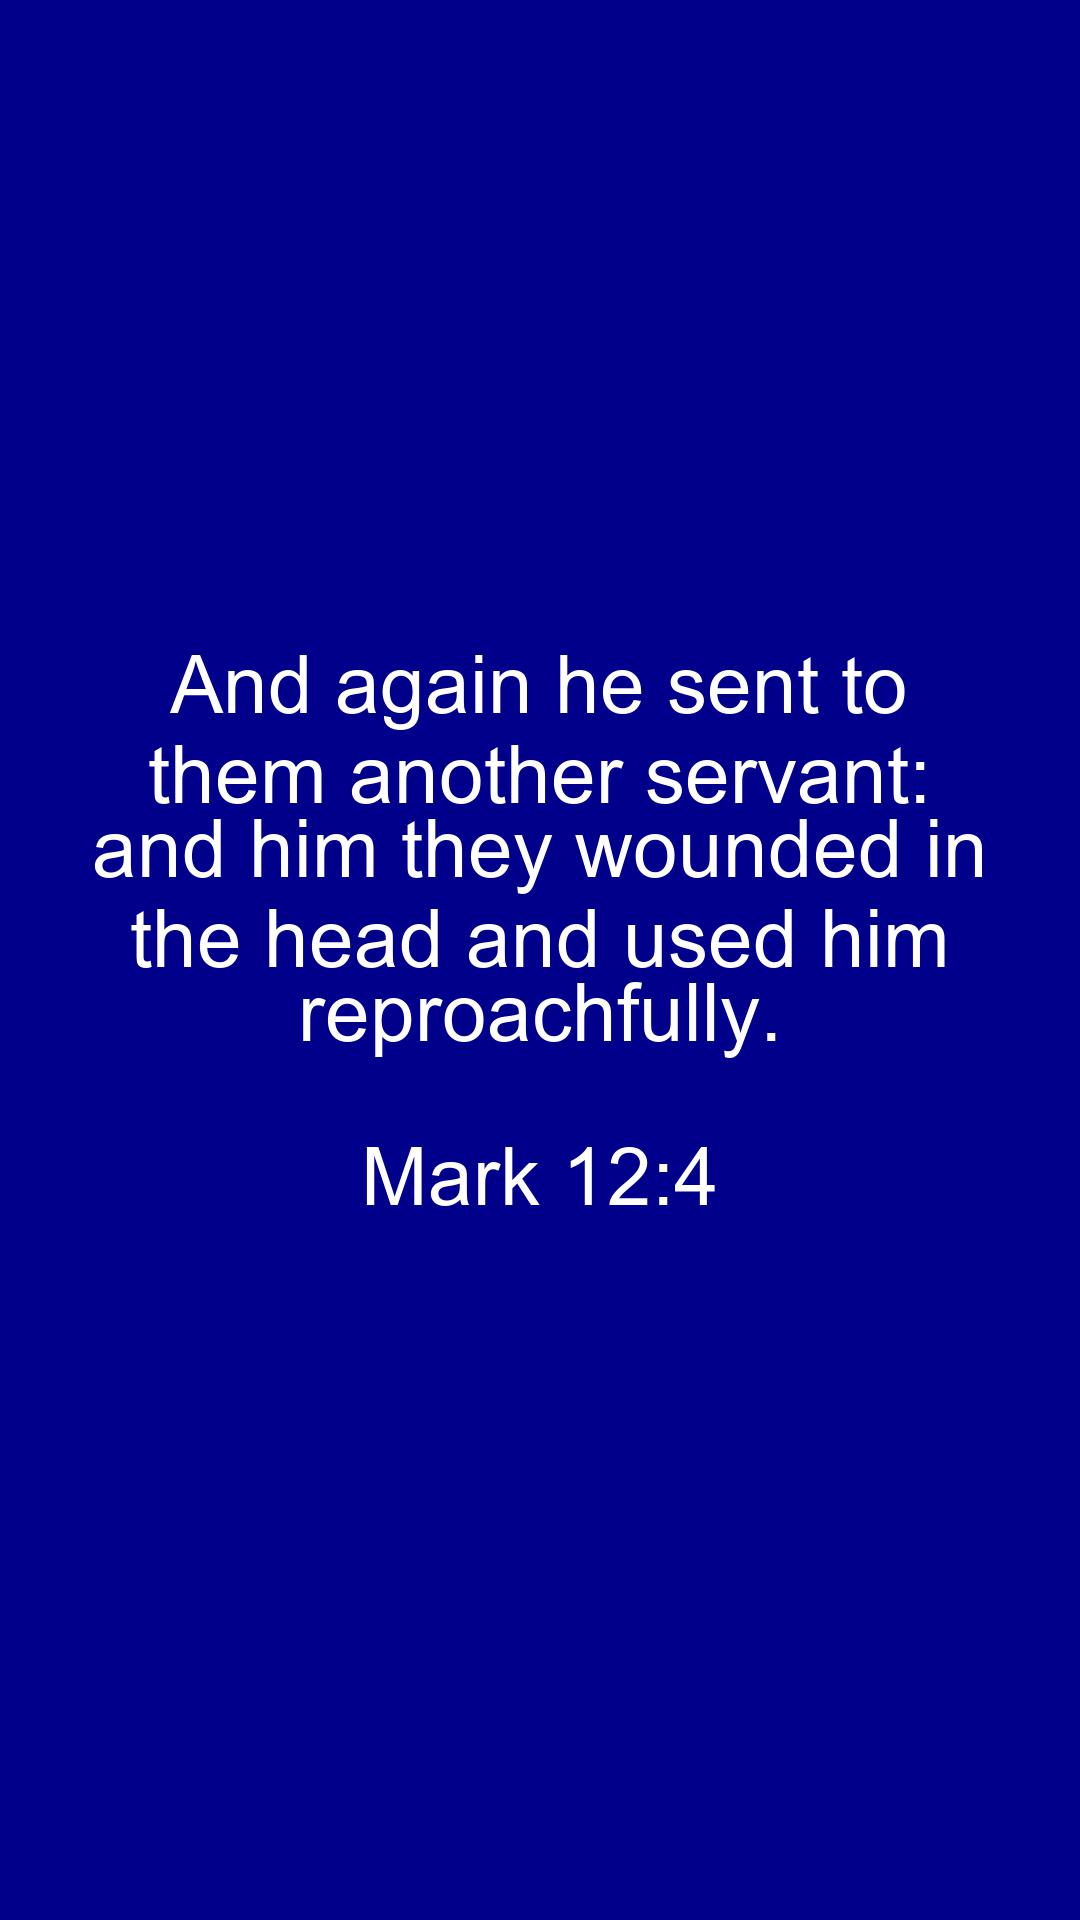 And again he sent to
them another servant:
and him they wounded in
the head and used him
reproachfully.
Mark 12:4